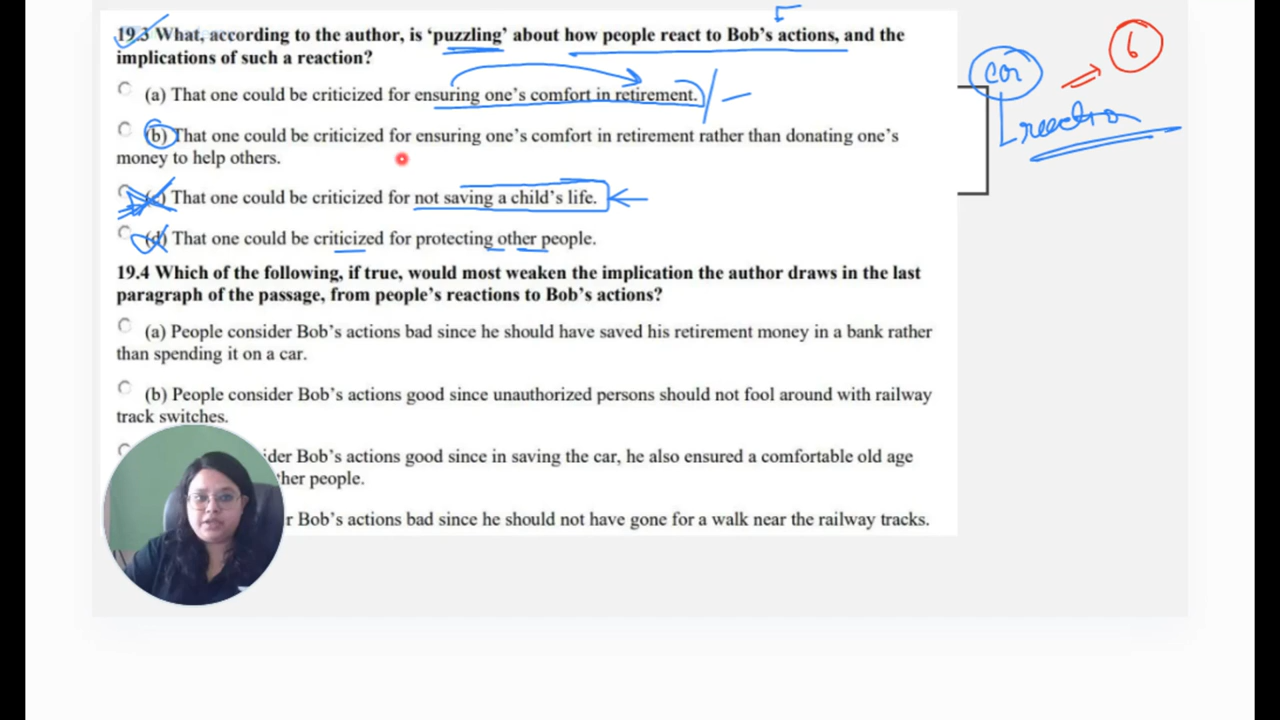 19.3 What, according to the author, is ‘puzzling’ about how people react to Bob’s actions, and the
implications of such a reaction?
(a) That one could be criticized for ensuring one’s comfort in retirement.
(b) That one could be criticized for ensuring one’s comfort in retirement rather than donating one’s
money to help others.
(c) That one could be criticized for not saving a child’s life.
(d) That one could be criticized for protecting other people.
19.4 Which of the following, if true, would most weaken the implication the author draws in the last
paragraph of the passage, from people’s reactions to Bob’s actions?
(a) People consider Bob’s actions bad since he should have saved his retirement money in a bank rather
than spending it on a car.
(b) People consider Bob’s actions good since unauthorized persons should not fool around with railway
track switches.
Bob’s actions good since in saving the car, he also ensured a comfortable old age
people.
Bob’s actions bad since he should not have gone for a walk near the railway tracks.
reaction
6